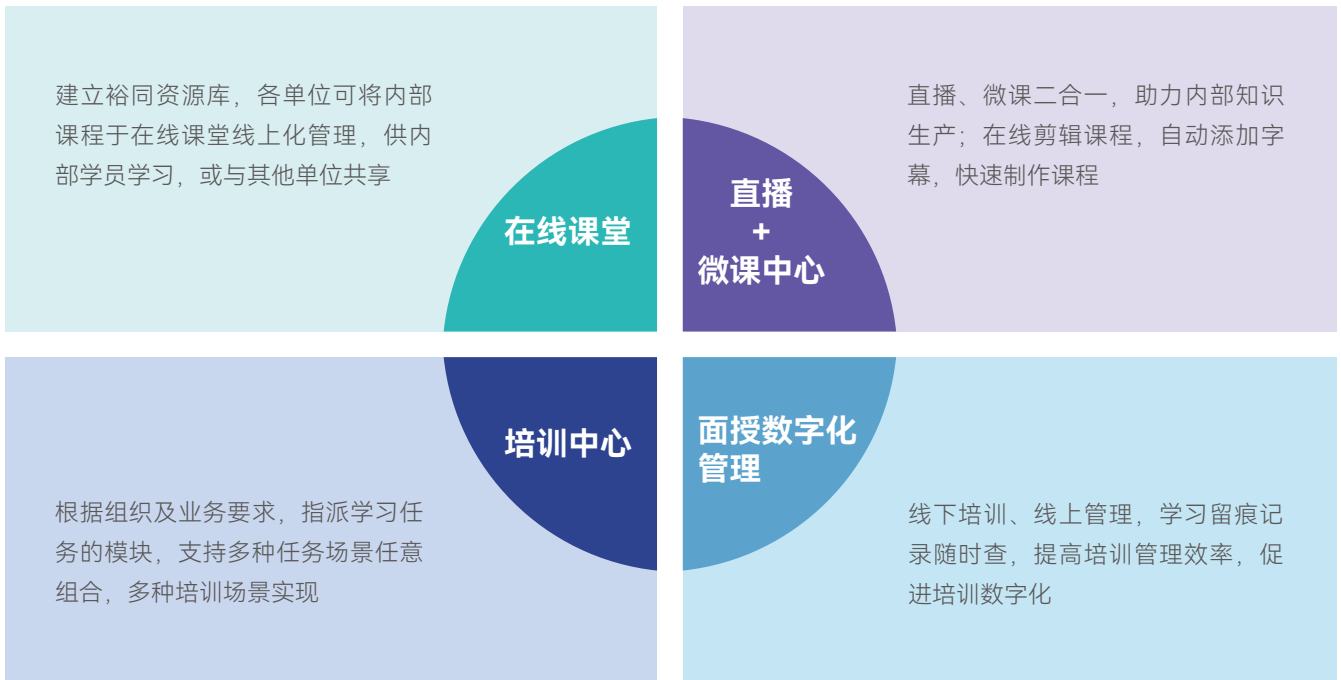 建立裕同资源库，各单位可将内部
课程于在线课堂线上化管理，供内
部学员学习，或与其他单位共享
在线课堂
直播
+
微课中心
直播、微课二合一，助力内部知识
生产；在线剪辑课程，自动添加字
幕，快速制作课程
培训中心
根据组织及业务要求，指派学习任
务的模块，支持多种任务场景任意
组合，多种培训场景实现
面授数字化
管理
线下培训、线上管理，学习留痕记
录随时查，提高培训管理效率，促
进培训数字化